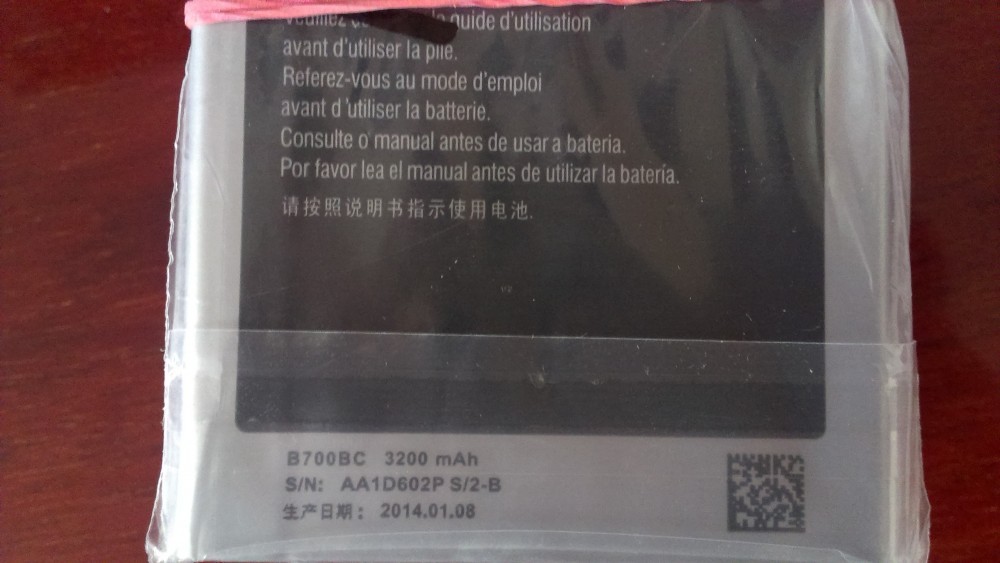 Veuillez guide d'utilisation
avant d'utiliser la pile.
Referez-vous au mode d'emploi
avant d'utiliser la batterie.
Consulte o manual antes de usar a bateria.
Por favor lea el manual antes de utilizar la batería.
请按照说明书指示使用电池.
B700BC 3200 mAh
S/N: AA1D602P S/2-B
生产日期: 2014.01.08